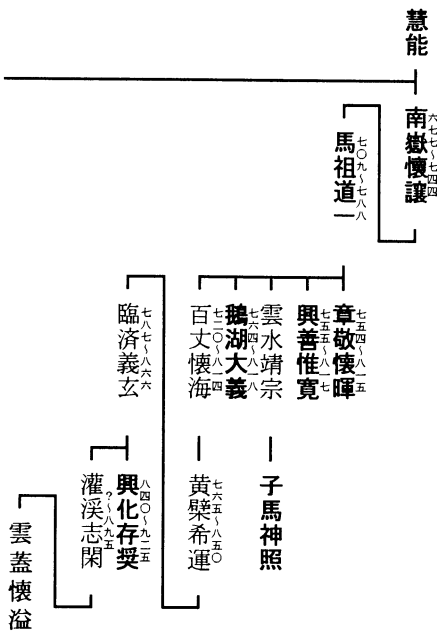 慧能
南嶽懐讓
六七七〜七四四
馬祖道一
七〇九〜七八八
章敬懐暉
七五四〜八一五
興善惟寛
七五五〜八一七
雲水靖宗
鵝湖大義
七六四〜八一八
百丈懐海
七二〇〜八一四
臨済義玄
七八七〜八六六
子馬神照
黄檗希運
七六五〜八五〇
興化存奨
八四〇〜九二五
灌渓志閑
?〜八九五
雲蓋懐溢